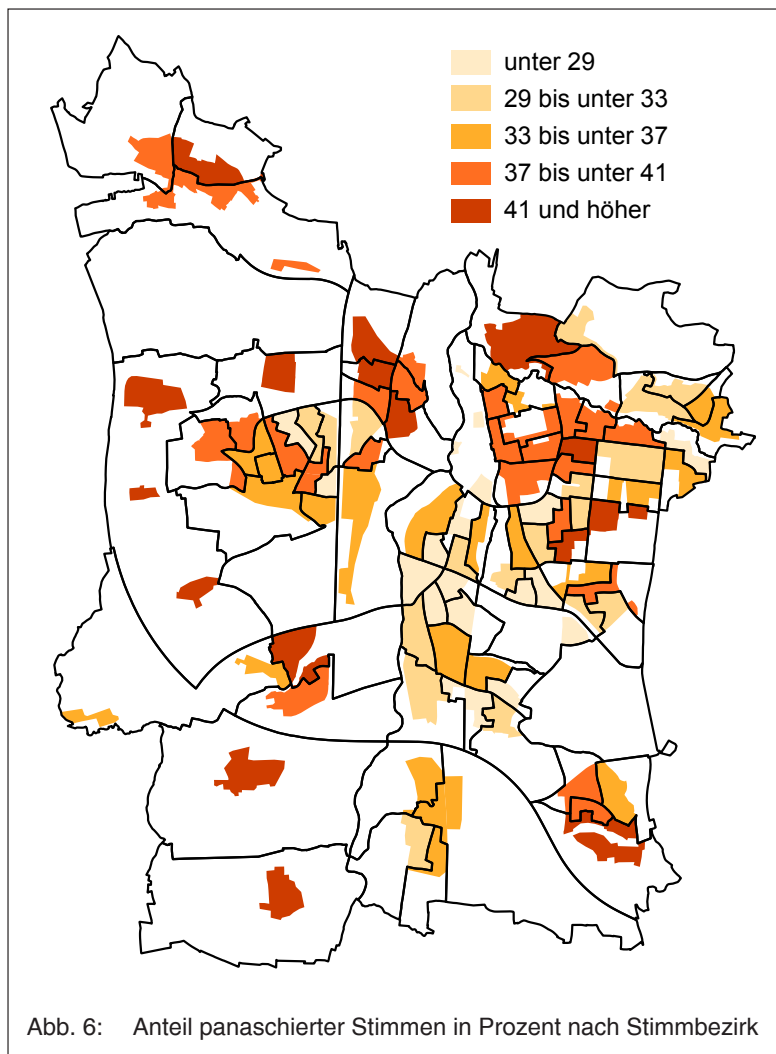 unter 29
29 bis unter 33
33 bis unter 37
37 bis unter 41
41 und höher
Abb. 6: Anteil panaschierter Stimmen in Prozent nach Stimmbezirk